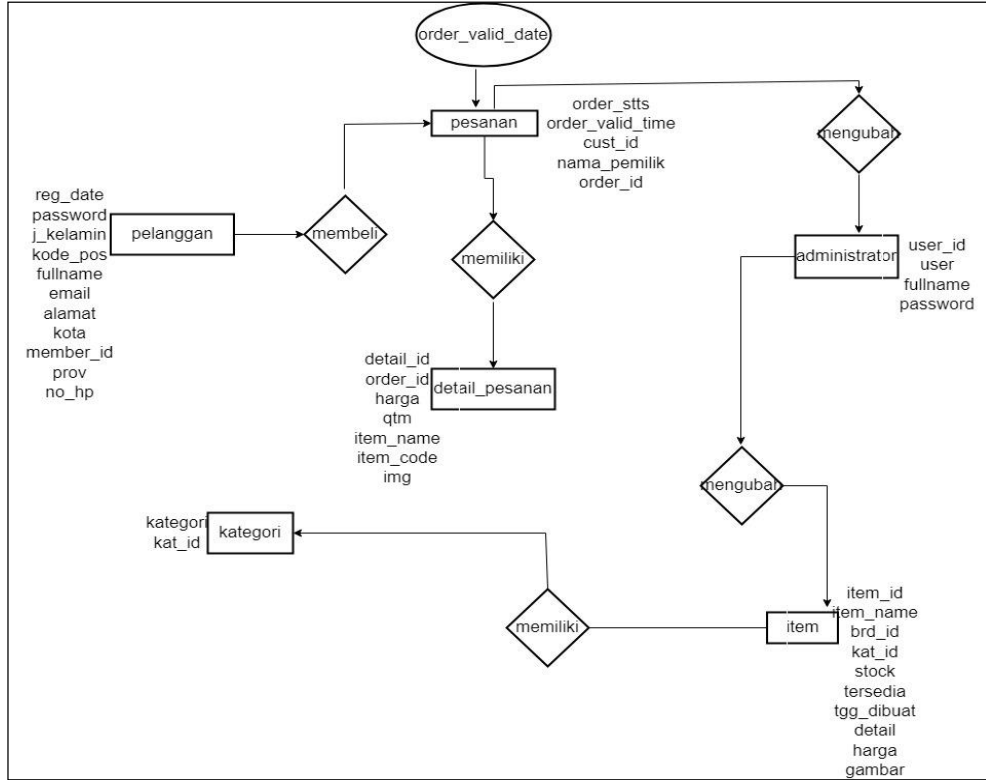 order_valid_date
pesanan
order_stts
order_valid_time
cust_id
nama_pemilik
order_id
mengubah
reg_date
password
j_kelamin
kode_pos
fullname
email
alamat
kota
member_id
prov
no_hp
pelanggan
membeli
memiliki
administrator
user_id
user
fullname
password
detail_id
order_id
harga
qtm
item_name
item_code
img
detail_pesanan
mengubah
kategori
kat_id
kategori
memiliki
item
item_id
item_name
brd_id
kat_id
stock
tersedia
tgg_dibuat
detail
harga
gambar